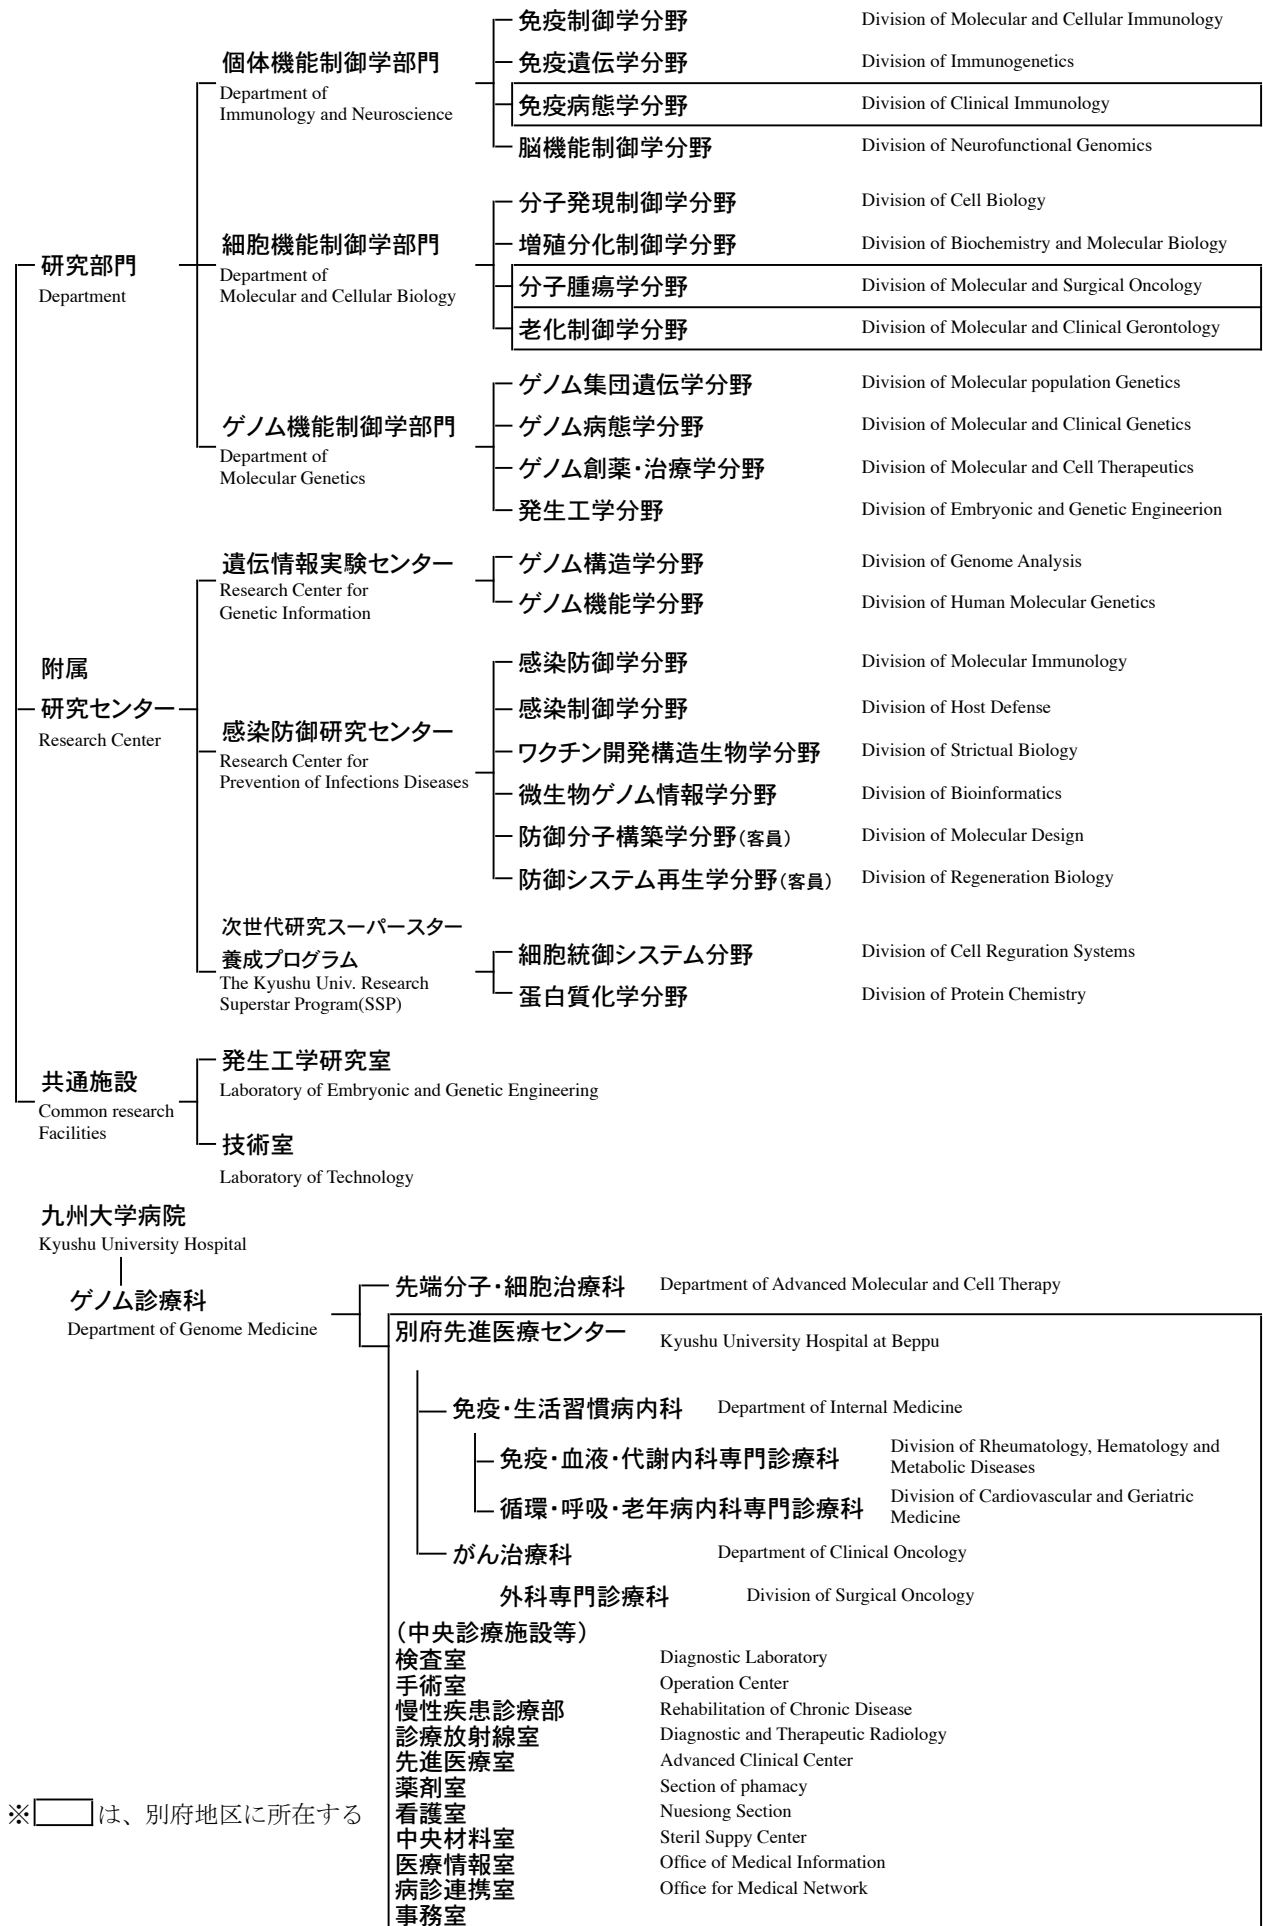 免疫制御学分野 Division of Molecular and Cellular Immunology
個体機能制御学部門
Department of
Immunology and Neuroscience
免疫遺伝学分野 Division of Immunogenetics
免疫病態学分野 Division of Clinical Immunology
脳機能制御学分野 Division of Neurofunctional Genomics
研究部門
Department
細胞機能制御学部門
Department of
Molecular and Cellular Biology
分子発現制御学分野 Division of Cell Biology
増殖分化制御学分野 Division of Biochemistry and Molecular Biology
分子腫瘍学分野 Division of Molecular and Surgical Oncology
老化制御学分野 Division of Molecular and Clinical Gerontology
ゲノム機能制御学部門
Department of
Molecular Genetics
ゲノム集団遺伝学分野 Division of Molecular population Genetics
ゲノム病態学分野 Division of Molecular and Clinical Genetics
ゲノム創薬・治療学分野 Division of Molecular and Cell Therapeutics
発生工学分野 Division of Embryonic and Genetic Engineerion
附属
研究センター
Research Center
遺伝情報実験センター
Research Center for
Genetic Information
ゲノム構造学分野 Division of Genome Analysis
ゲノム機能学分野 Division of Human Molecular Genetics
感染防御研究センター
Research Center for
Prevention of Infections Diseases
感染防御学分野 Division of Molecular Immunology
感染制御学分野 Division of Host Defense
ワクチン開発構造生物学分野 Division of Strictual Biology
微生物ゲノム情報学分野 Division of Bioinformatics
防御分子構築学分野(客員) Division of Molecular Design
防御システム再生学分野(客員) Division of Regeneration Biology
次世代研究スーパースター
養成プログラム
The Kyushu Univ. Research
Superstar Program(SSP)
細胞統御システム分野 Division of Cell Reguration Systems
蛋白質化学分野 Division of Protein Chemistry
共通施設
Common research
Facilities
発生工学研究室
Laboratory of Embryonic and Genetic Engineering
技術室
Laboratory of Technology
九州大学病院
Kyushu University Hospital
ゲノム診療科
Department of Genome Medicine
先端分子・細胞治療科 Department of Advanced Molecular and Cell Therapy
別府先進医療センター Kyushu University Hospital at Beppu
免疫・生活習慣病内科 Department of Internal Medicine
免疫・血液・代謝内科専門診療科 Division of Rheumatology, Hematology and
Metabolic Diseases
循環・呼吸・老年病内科専門診療科 Division of Cardiovascular and Geriatric
Medicine
がん治療科 Department of Clinical Oncology
外科専門診療科 Division of Surgical Oncology
(中央診療施設等)
検査室 Diagnostic Laboratory
手術室 Operation Center
慢性疾患診療部 Rehabilitation of Chronic Disease
診療放射線室 Diagnostic and Therapeutic Radiology
先進医療室 Advanced Clinical Center
薬剤室 Section of phamacy
看護室 Nuesiong Section
中央材料室 Steril Suppy Center
医療情報室 Office of Medical Information
病診連携室 Office for Medical Network
事務室
※ は、別府地区に所在する